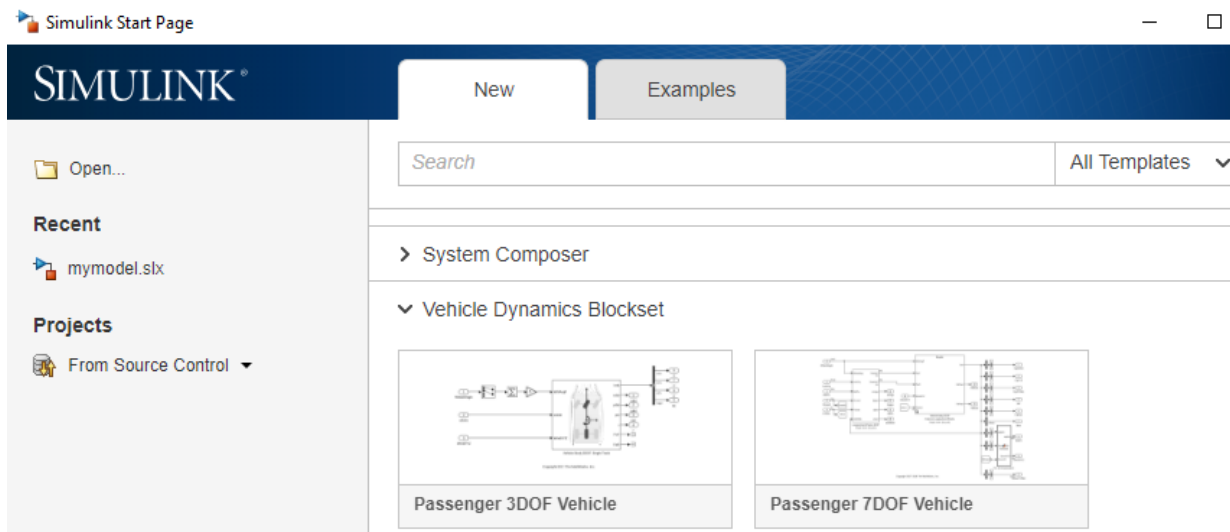 Simulink Start Page
SIMULINK®
New
Examples
Open...
Search
All Templates
Recent
mymodel.slx
System Composer
Projects
Vehicle Dynamics Blockset
From Source Control
Passenger 3DOF Vehicle
Passenger 7DOF Vehicle